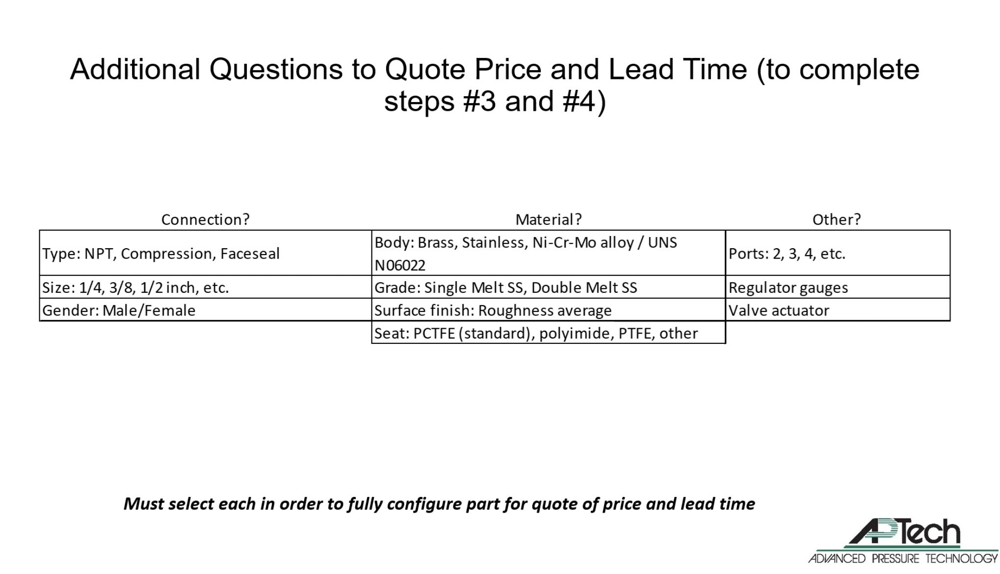 Additional Questions to Quote Price and Lead Time (to complete
steps #3 and #4)
Connection?
Material?
Other?
Type: NPT, Compression, Faceseal
Body: Brass, Stainless, Ni-Cr-Mo alloy / UNS
N06022
Ports: 2, 3, 4, etc.
Size: 1/4, 3/8, 1/2 inch, etc.
Grade: Single Melt SS, Double Melt SS
Regulator gauges
Gender: Male/Female
Surface finish: Roughness average
Valve actuator
Seat: PCTFE (standard), polyimide, PTFE, other
Must select each in order to fully configure part for quote of price and lead time
APTech
ADVANCED PRESSURE TECHNOLOGY